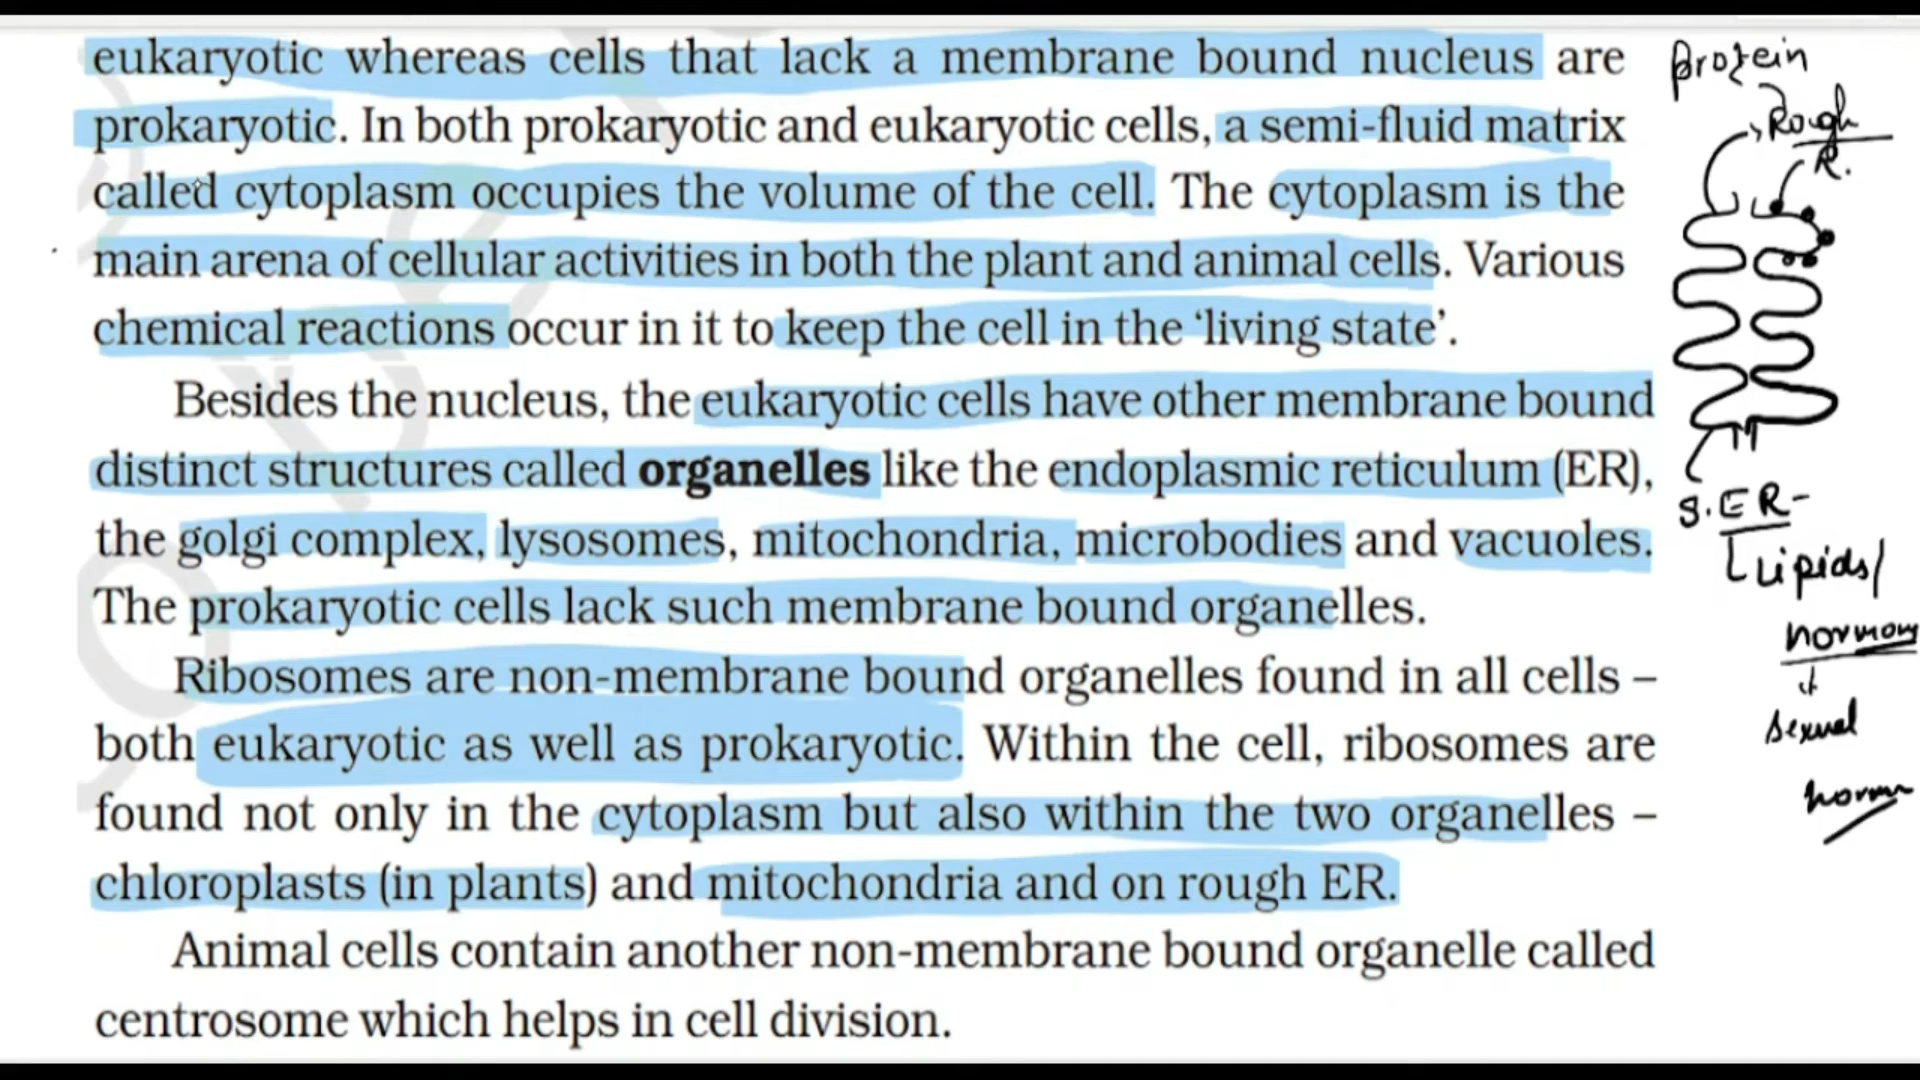 eukaryotic whereas cells that lack a membrane bound nucleus are
prokaryotic. In both prokaryotic and eukaryotic cells, a semi-fluid matrix
called cytoplasm occupies the volume of the cell. The cytoplasm is the
main arena of cellular activities in both the plant and animal cells. Various
chemical reactions occur in it to keep the cell in the ‘living state’.
Besides the nucleus, the eukaryotic cells have other membrane bound
distinct structures called organelles like the endoplasmic reticulum (ER),
the golgi complex, lysosomes, mitochondria, microbodies and vacuoles.
The prokaryotic cells lack such membrane bound organelles.
Ribosomes are non-membrane bound organelles found in all cells –
both eukaryotic as well as prokaryotic. Within the cell, ribosomes are
found not only in the cytoplasm but also within the two organelles –
chloroplasts (in plants) and mitochondria and on rough ER.
Animal cells contain another non-membrane bound organelle called
centrosome which helps in cell division.
protein
Rough
R.
S.ER-
Lipids/
sexual